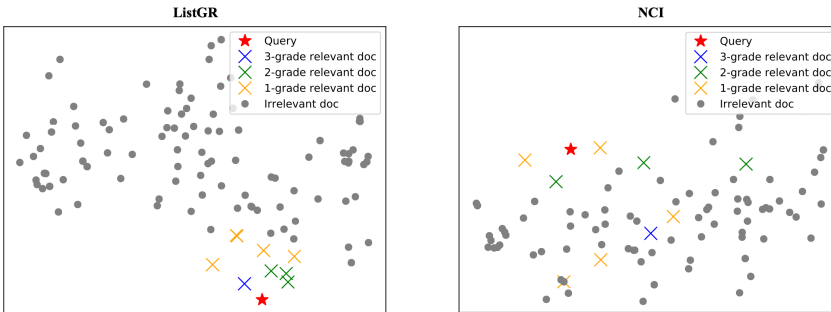 ListGR
Query
3-grade relevant doc
2-grade relevant doc
1-grade relevant doc
Irrelevant doc
NCI
Query
3-grade relevant doc
2-grade relevant doc
1-grade relevant doc
Irrelevant doc